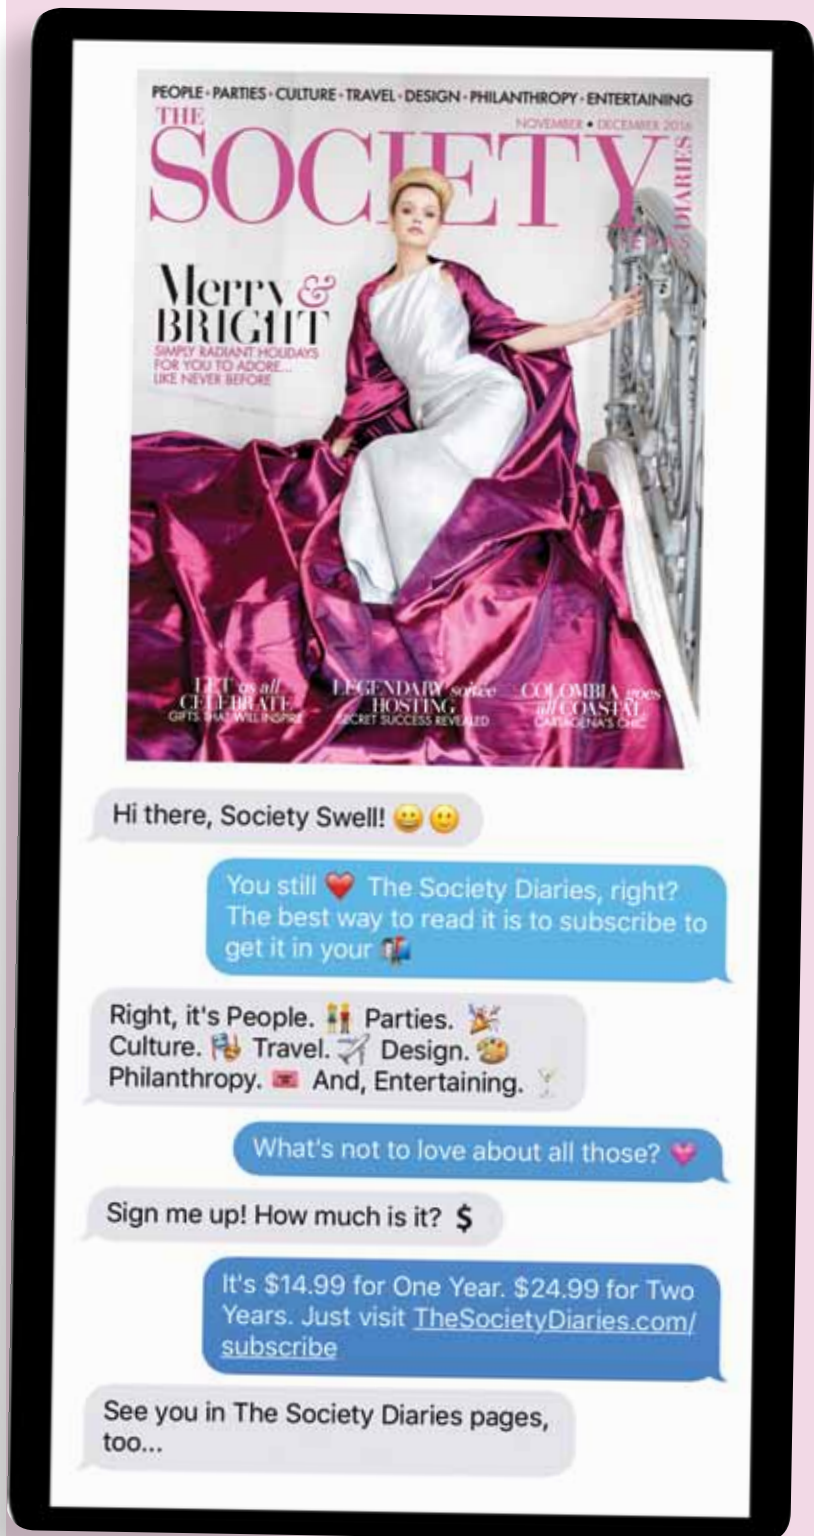 PEOPLE • PARTIES • CULTURE • TRAVEL • DESIGN • PHILANTHROPY • ENTERTAINING
THE
NOVEMBER • DECEMBER 2016
SOCIETY
DIARIES
TEXAS
Merry &
BRIGHT
SIMPLY RADIANT HOLIDAYS
FOR YOU TO ADORE...
LIKE NEVER BEFORE
LET us all
CELEBRATE
GIFTS THAT WILL INSPIRE
LEGENDARY soirée
HOSTING
SECRET SUCCESS REVEALED
COLOMBIA goes
all COASTAL
CARTAGENA'S CHIC
Hi there, Society Swell! 😀 🙂
You still ❤️ The Society Diaries, right?
The best way to read it is to subscribe to
get it in your 📬
Right, it's People. 👫 Parties. 🎉
Culture. Travel. ✈️ Design. 🎨
Philanthropy. 🎟️ And, Entertaining. 🍸
What's not to love about all those? 💓
Sign me up! How much is it? $
It's $14.99 for One Year. $24.99 for Two
Years. Just visit TheSocietyDiaries.com/
subscribe
See you in The Society Diaries pages,
too...